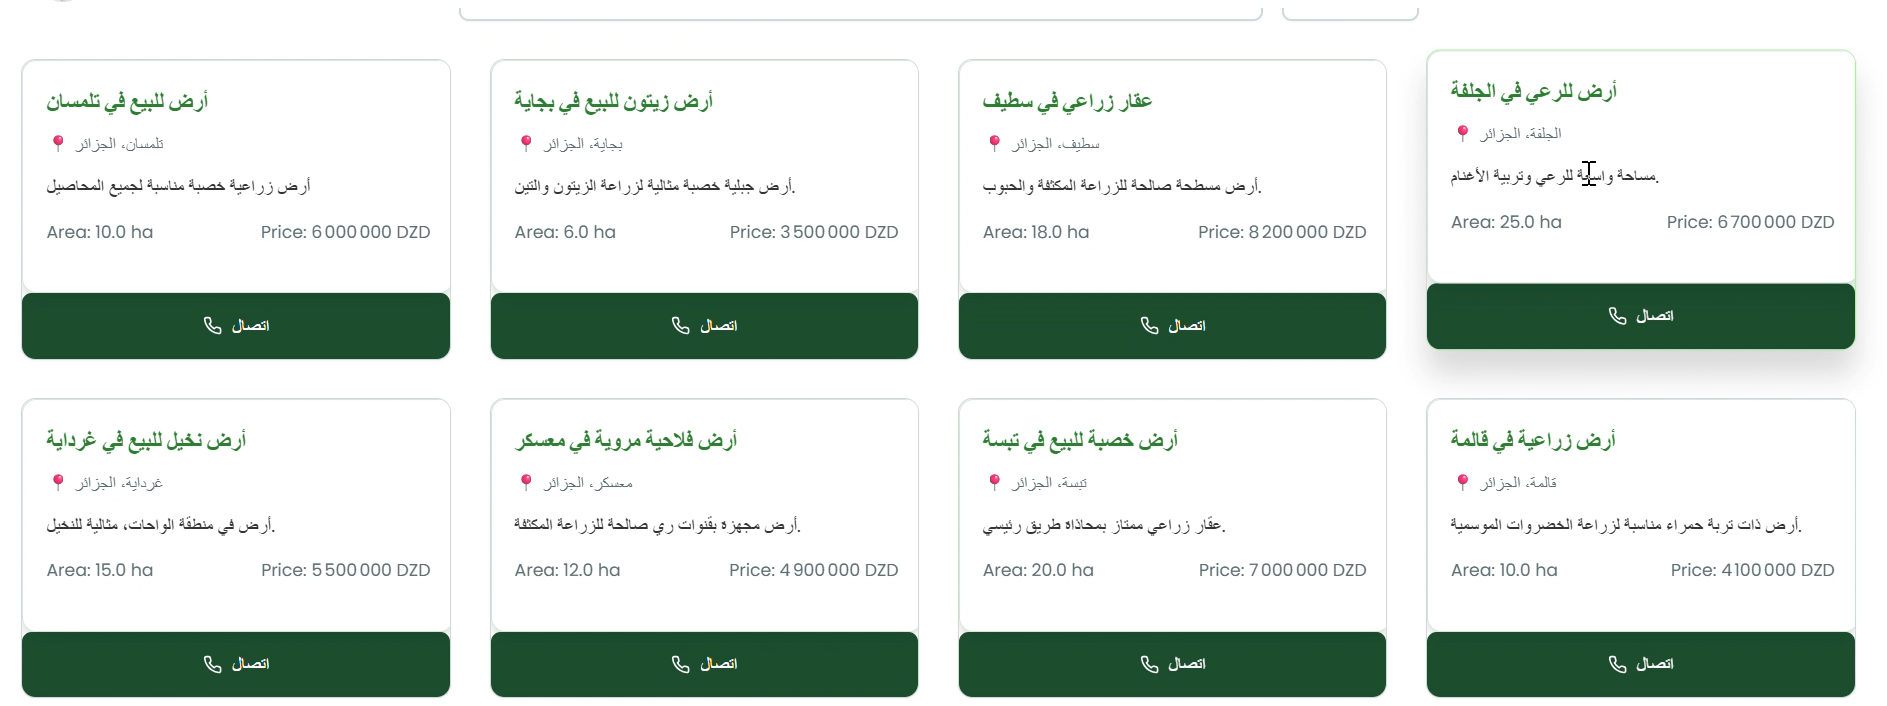 أرض للبيع في تلمسان
تلمسان، الجزائر
أرض زراعية خصبة مناسبة لجميع المحاصيل
Area: 10.0 ha
Price: 6 000 000 DZD
اتصال
أرض زيتون للبيع في بجاية
بجاية، الجزائر
أرض جبلية خصبة مثالية لزراعة الزيتون والتين.
Area: 6.0 ha
Price: 3 500 000 DZD
اتصال
عقار زراعي في سطيف
سطيف، الجزائر
أرض مسطحة صالحة للزراعة المكثفة والحبوب.
Area: 18.0 ha
Price: 8 200 000 DZD
اتصال
أرض للرعي في الجلفة
الجلفة، الجزائر
مساحة واسعة للرعي وتربية الأغنام.
Area: 25.0 ha
Price: 6 700 000 DZD
اتصال
أرض نخيل للبيع في غرداية
غرداية، الجزائر
أرض في منطقة الواحات، مثالية للنخيل.
Area: 15.0 ha
Price: 5 500 000 DZD
اتصال
أرض فلاحية مروية في معسكر
معسكر، الجزائر
أرض مجهزة بقنوات ري صالحة للزراعة المكثفة.
Area: 12.0 ha
Price: 4 900 000 DZD
اتصال
أرض خصبة للبيع في تبسة
تبسة، الجزائر
عقار زراعي ممتاز بمحاذاة طريق رئيسي.
Area: 20.0 ha
Price: 7 000 000 DZD
اتصال
أرض زراعية في قالمة
قالمة، الجزائر
أرض ذات تربة حمراء مناسبة لزراعة الخضروات الموسمية.
Area: 10.0 ha
Price: 4 100 000 DZD
اتصال